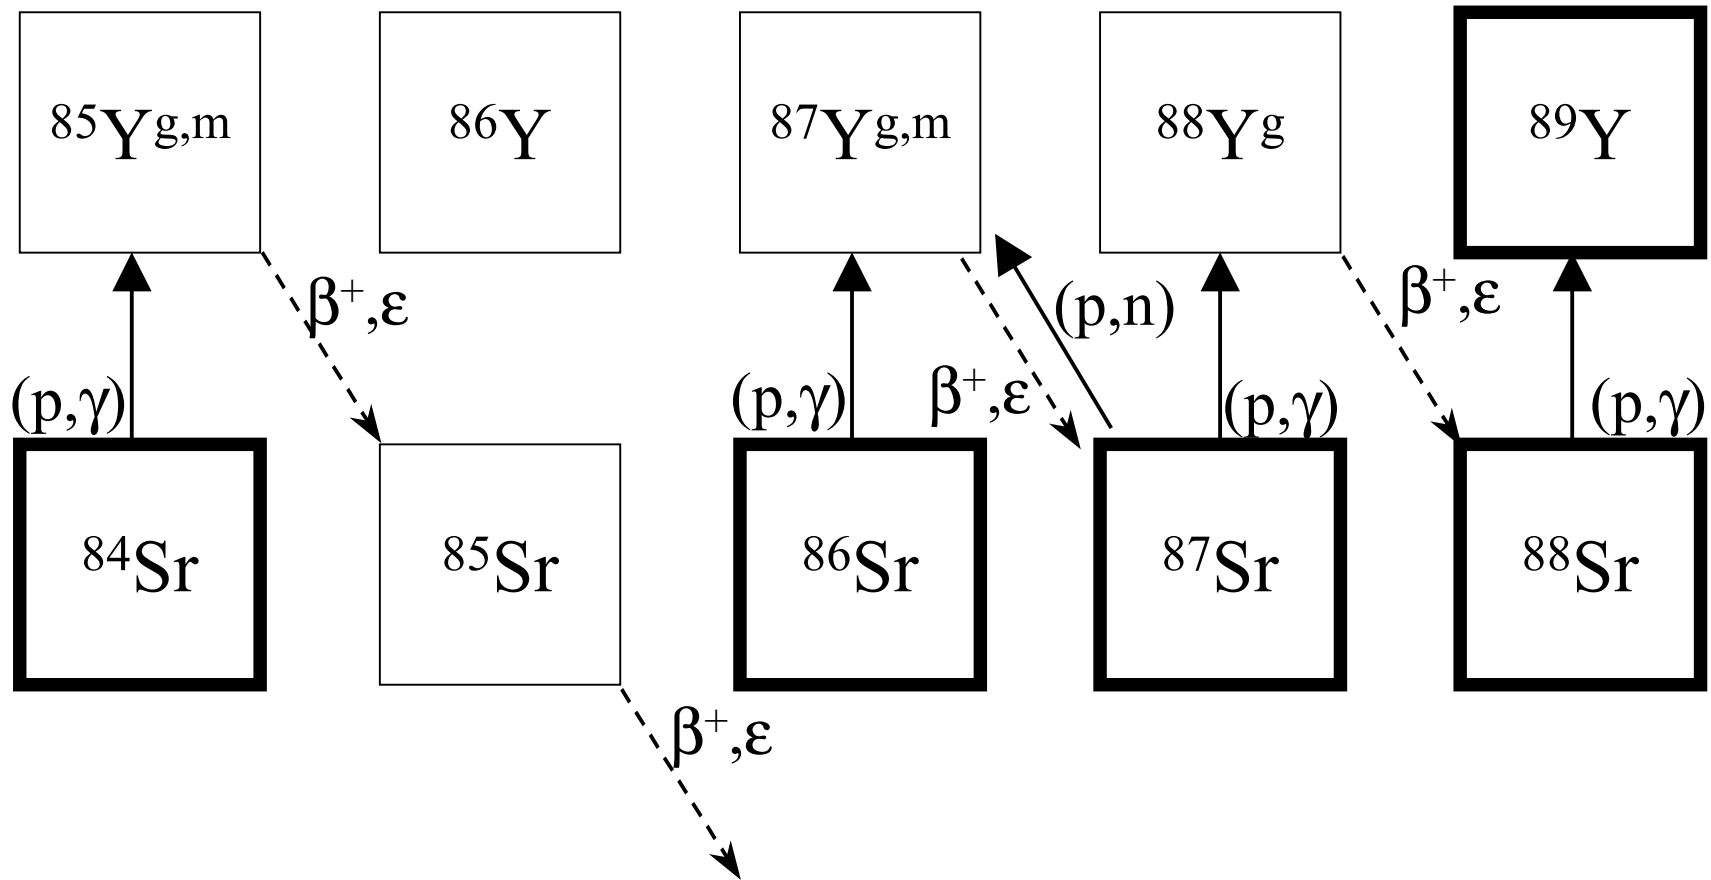 ⁸⁵Yᵍ,ᵐ
⁸⁶Y
⁸⁷Yᵍ,ᵐ
⁸⁸Yᵍ
⁸⁹Y
β⁺,ε
(p,n)
β⁺,ε
(p,γ)
(p,γ)
β⁺,ε
(p,γ)
(p,γ)
⁸⁴Sr
⁸⁵Sr
⁸⁶Sr
⁸⁷Sr
⁸⁸Sr
β⁺,ε